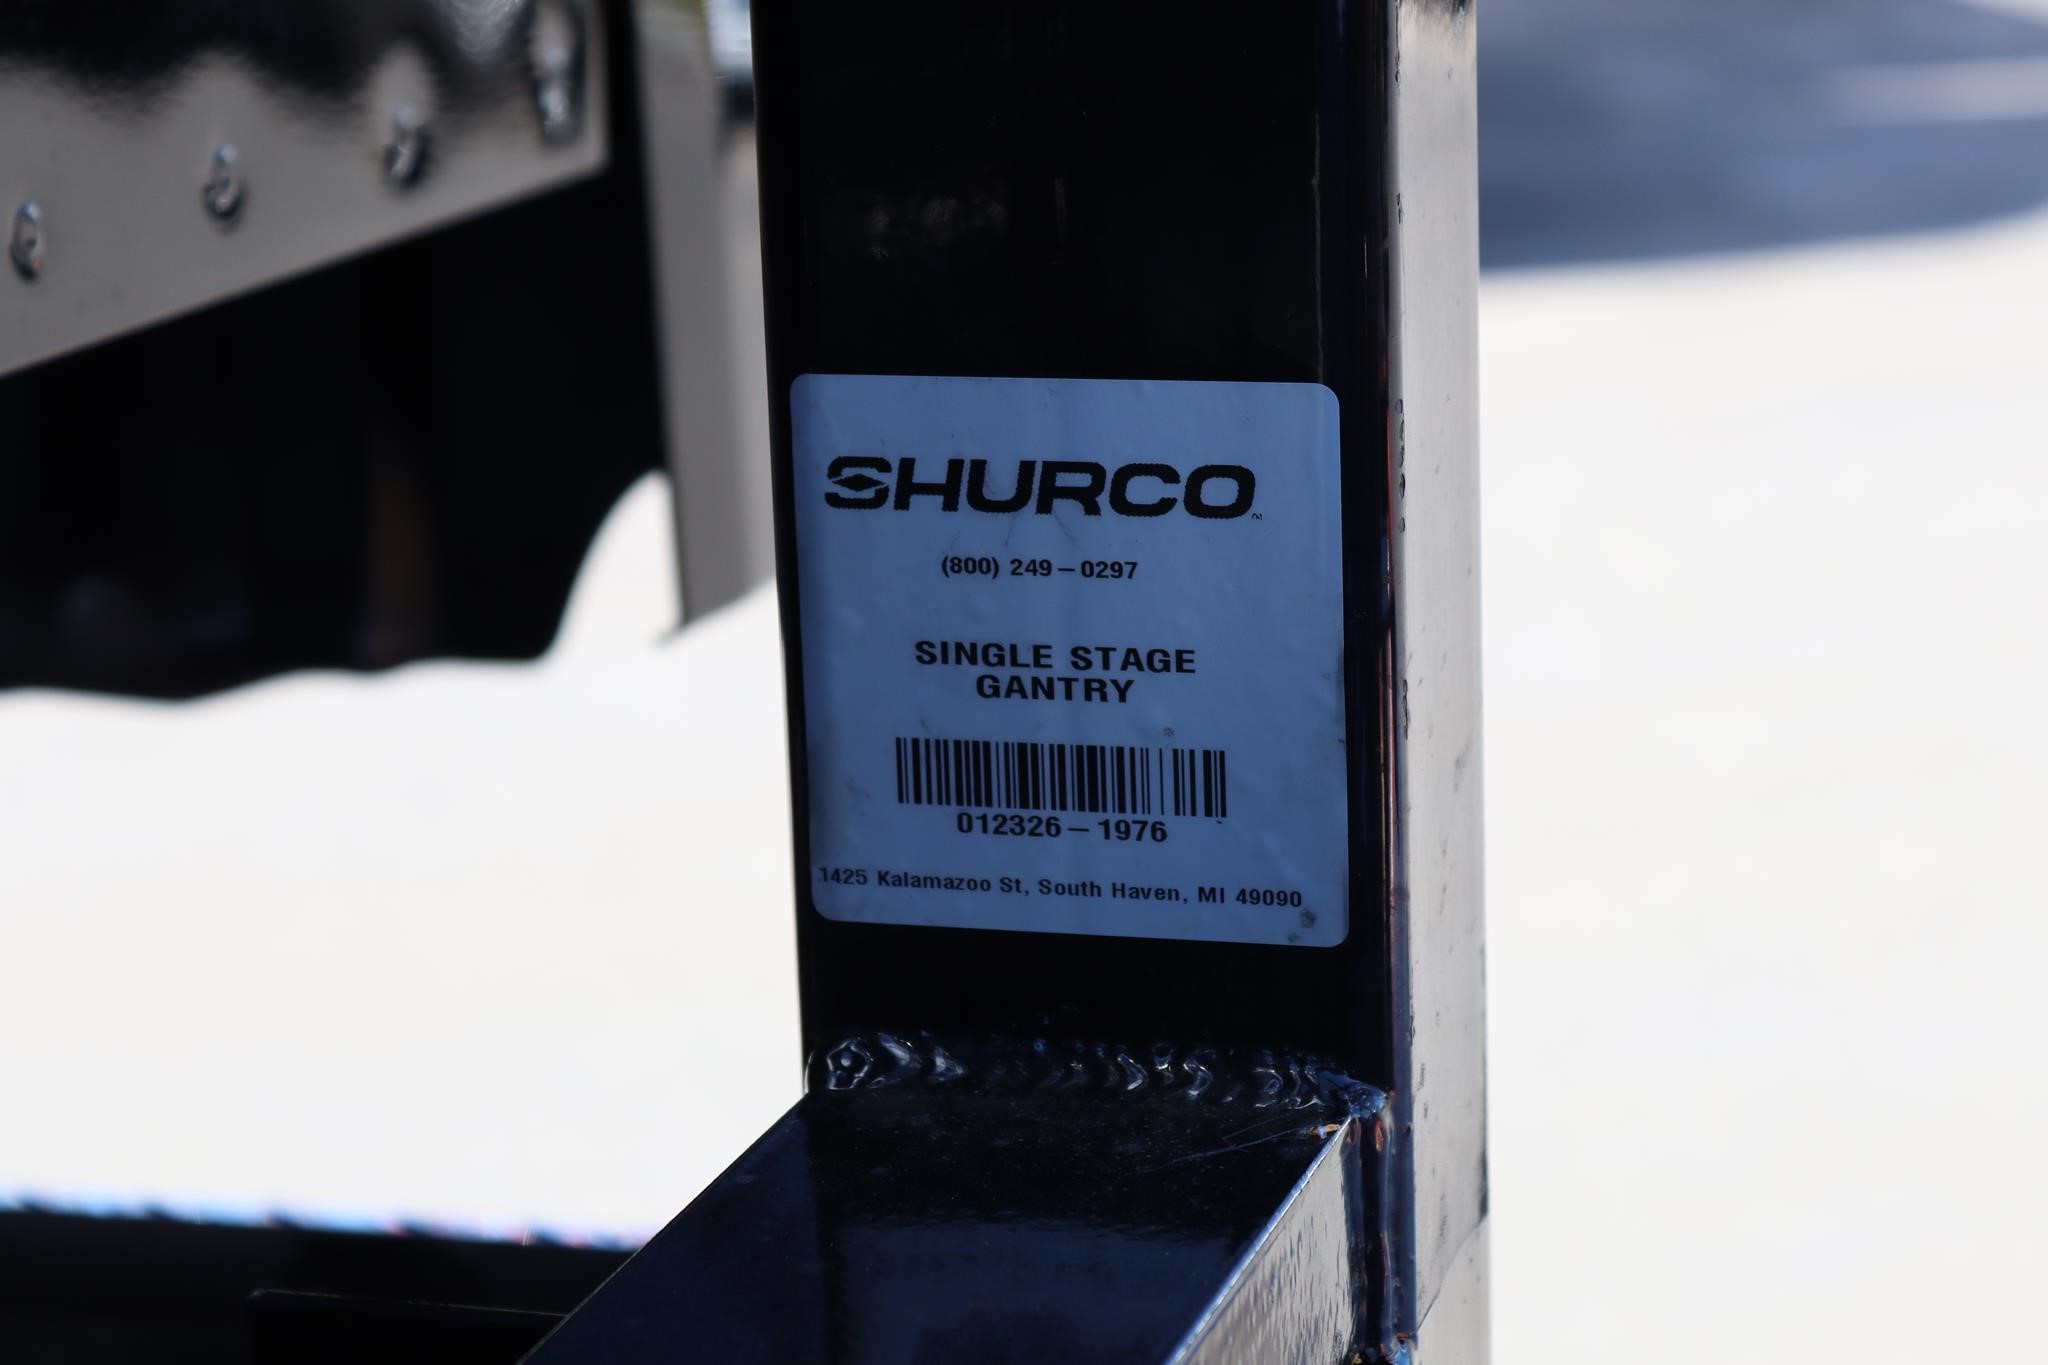 SHURCO
(800) 249-0297
SINGLE STAGE
GANTRY
012326-1976
1425 Kalamazoo St, South Haven, MI 49090